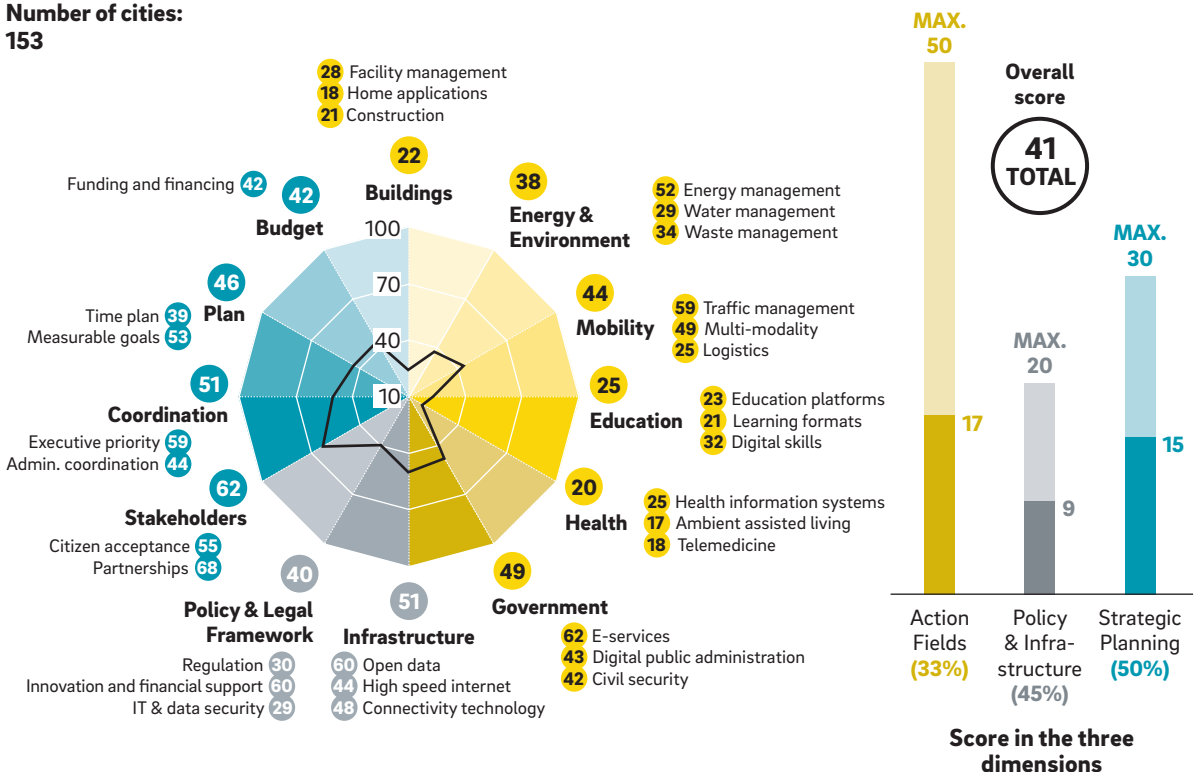 Number of cities:
153
28 Facility management
18 Home applications
21 Construction
22
Buildings
38
Energy &
Environment
52 Energy management
29 Water management
34 Waste management
44
Mobility
59 Traffic management
49 Multi-modality
25 Logistics
25
Education
23 Education platforms
21 Learning formats
32 Digital skills
20
Health
25 Health information systems
17 Ambient assisted living
18 Telemedicine
49
Government
62 E-services
43 Digital public administration
42 Civil security
51
Infrastructure
60 Open data
44 High speed internet
48 Connectivity technology
40
Policy & Legal
Framework
Regulation 30
Innovation and financial support 60
IT & data security 29
62
Stakeholders
Citizen acceptance 55
Partnerships 68
51
Coordination
Executive priority 59
Admin. coordination 44
46
Plan
Time plan 39
Measurable goals 53
Funding and financing 42
42
Budget
100
70
40
10
MAX.
50
17
Action
Fields
(33%)
Overall
score
41
TOTAL
MAX.
20
9
Policy
& Infra-
structure
(45%)
MAX.
30
15
Strategic
Planning
(50%)
Score in the three
dimensions